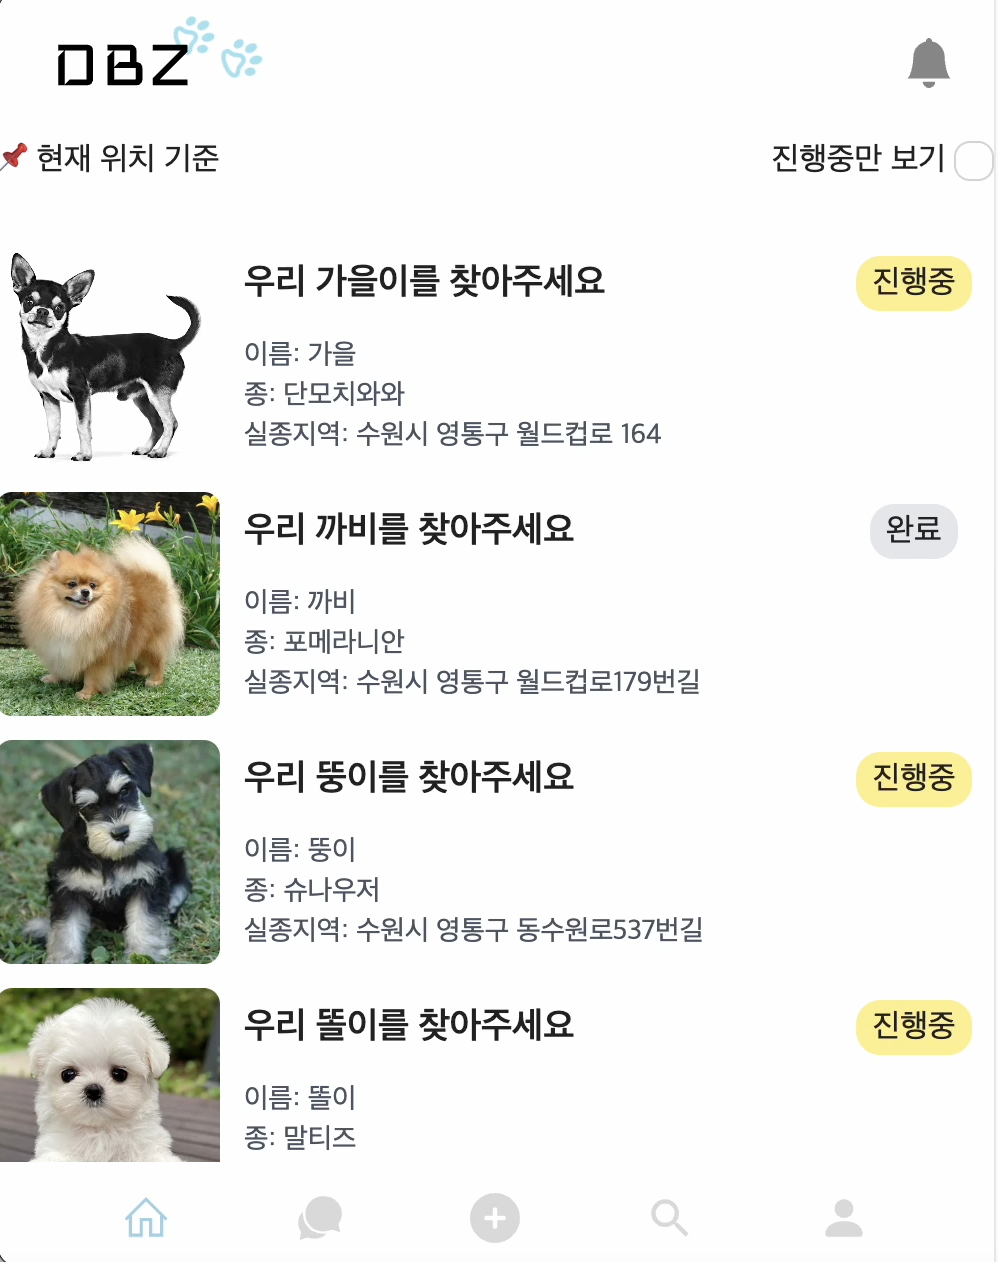 DBZ
현재 위치 기준
진행중만 보기
우리 가을이를 찾아주세요
진행중
이름: 가을
종: 단모치와와
실종지역: 수원시 영통구 월드컵로 164
우리 까비를 찾아주세요
완료
이름: 까비
종: 포메라니안
실종지역: 수원시 영통구 월드컵로179번길
우리 뚱이를 찾아주세요
진행중
이름: 뚱이
종: 슈나우저
실종지역: 수원시 영통구 동수원로537번길
우리 똘이를 찾아주세요
진행중
이름: 똘이
종: 말티즈